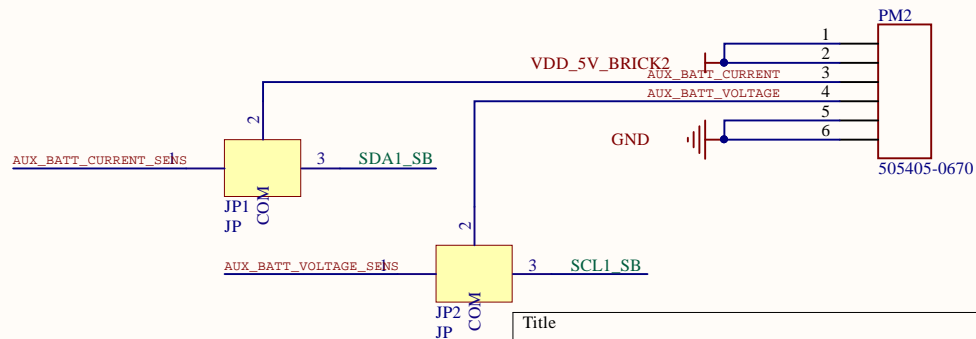 PM2
1
VDD_5V_BRICK2
2
AUX_BATT_CURRENT
3
AUX_BATT_VOLTAGE
4
5
GND
6
505405-0670
2
AUX_BATT_CURRENT_SENS
1
3
SDA1_SB
COM
JP1
JP
2
AUX_BATT_VOLTAGE_SENS
1
3
SCL1_SB
COM
JP2
JP
Title